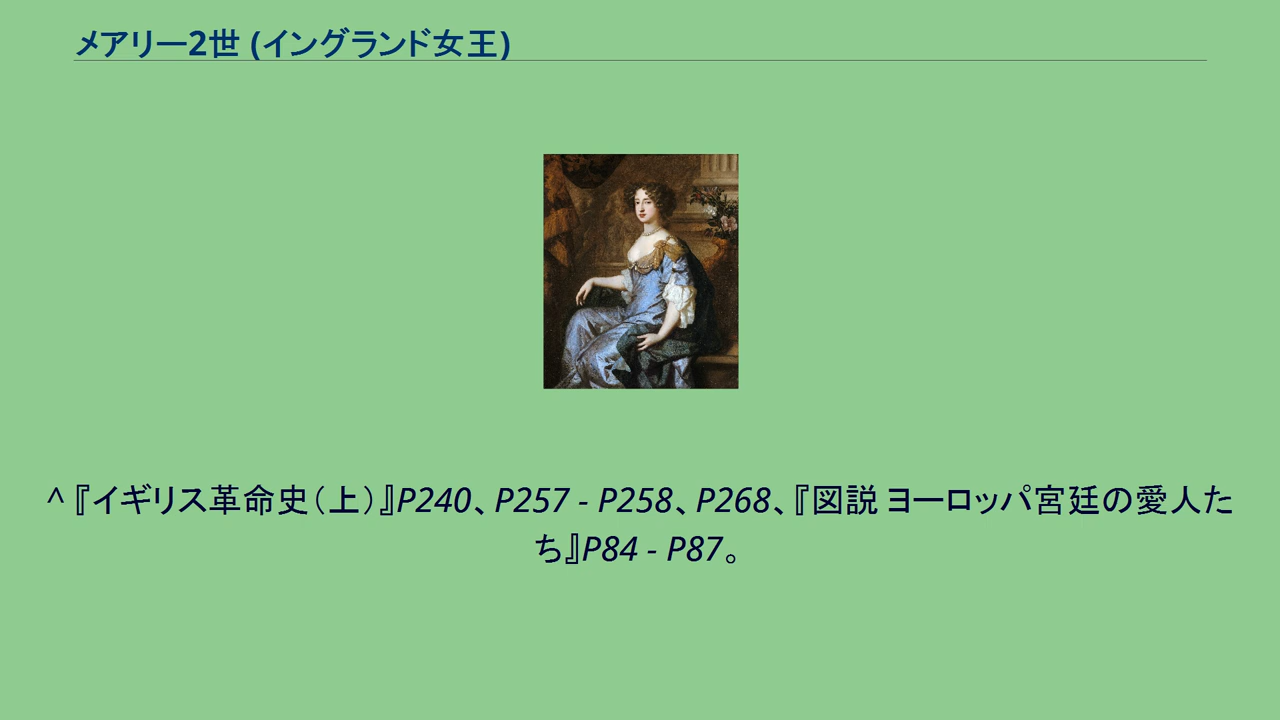 メアリー2世 (イングランド女王)
^『イギリス革命史（上）』P240、P257 - P258、P268、『図説 ヨーロッパ宮廷の愛人た
ち』P84 - P87。